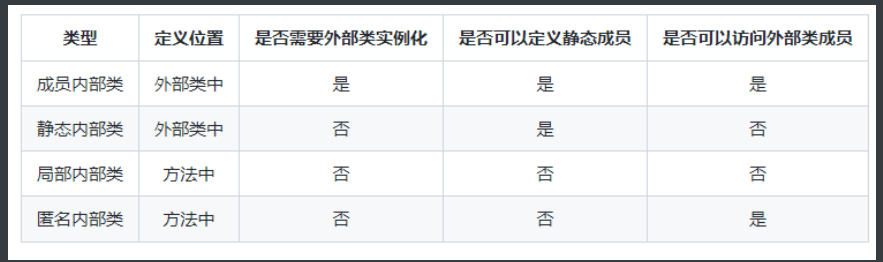 类型 定义位置 是否需要外部类实例化 是否可以定义静态成员 是否可以访问外部类成员
成员内部类 外部类中 是 是 是
静态内部类 外部类中 否 是 否
局部内部类 方法中 否 否 否
匿名内部类 方法中 否 否 是